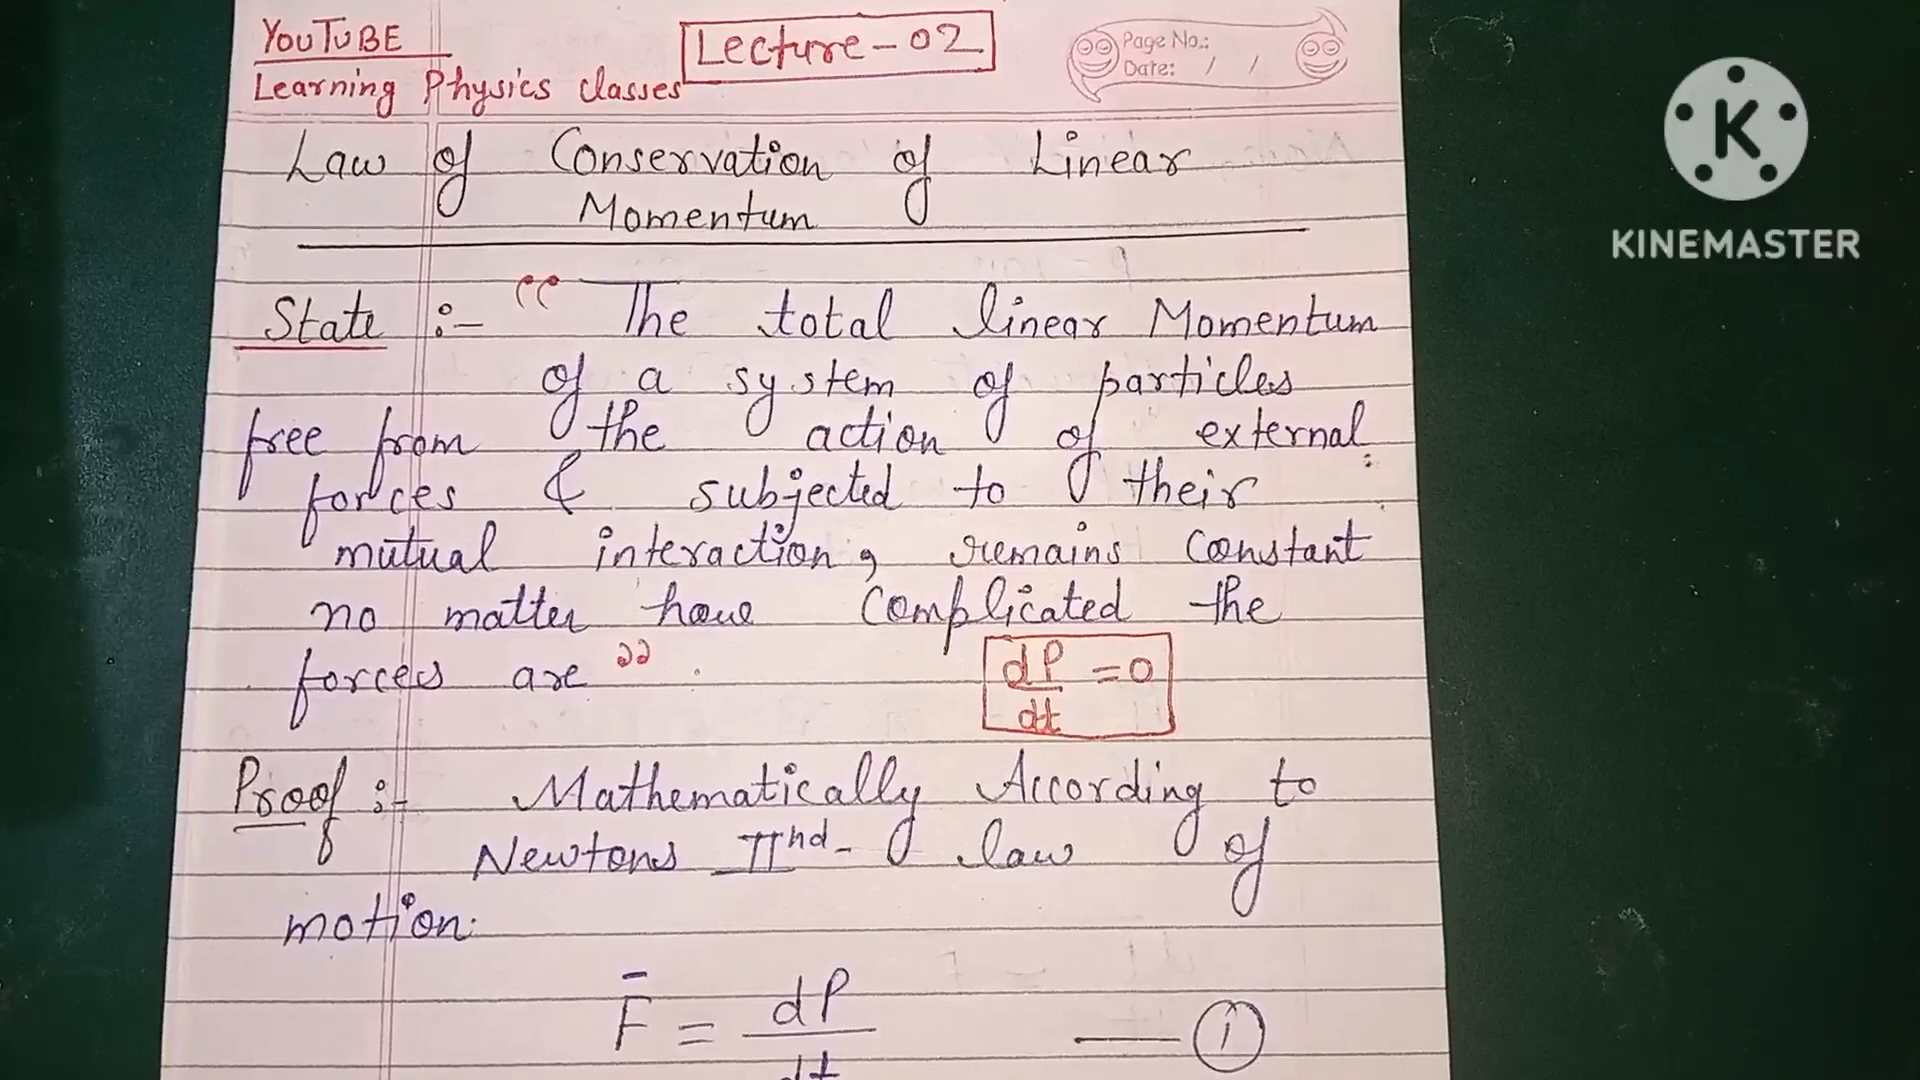 YOUTUBE
Learning Physics classes
Lecture-02
Page No.:
Date: / /
K
KINEMASTER
Law of Conservation of Linear
Momentum
State :- “ The total linear Momentum
of a system of particles
free from the action of external
forces & subjected to their
mutual interaction, remains constant
no matter how complicated the
forces are ” .
dP/dt = 0
Proof :- Mathematically According to
Newtons IInd- law of
motion.
F̄ = dP/dt —— (i)